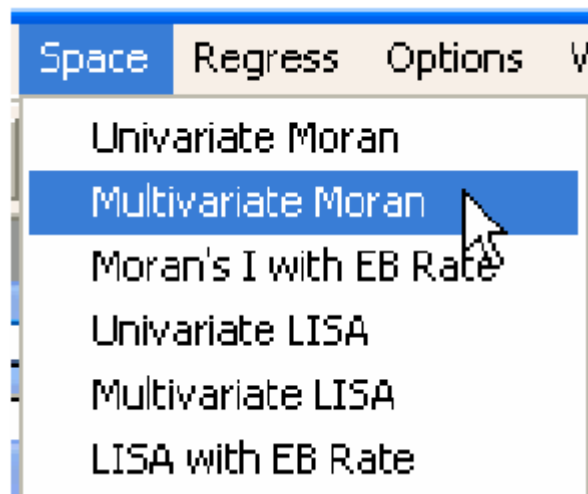 Space Regress Options
Univariate Moran
Multivariate Moran
Moran's I with EB Rate
Univariate LISA
Multivariate LISA
LISA with EB Rate